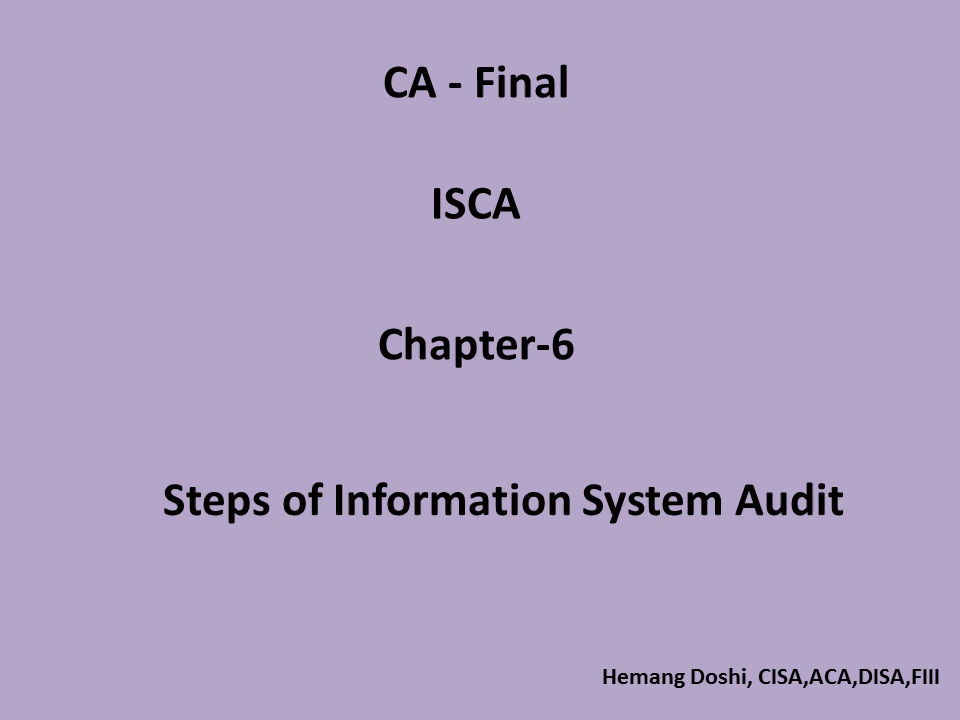 CA - Final
ISCA
Chapter-6
Steps of Information System Audit
Hemang Doshi, CISA,ACA,DISA,FIII